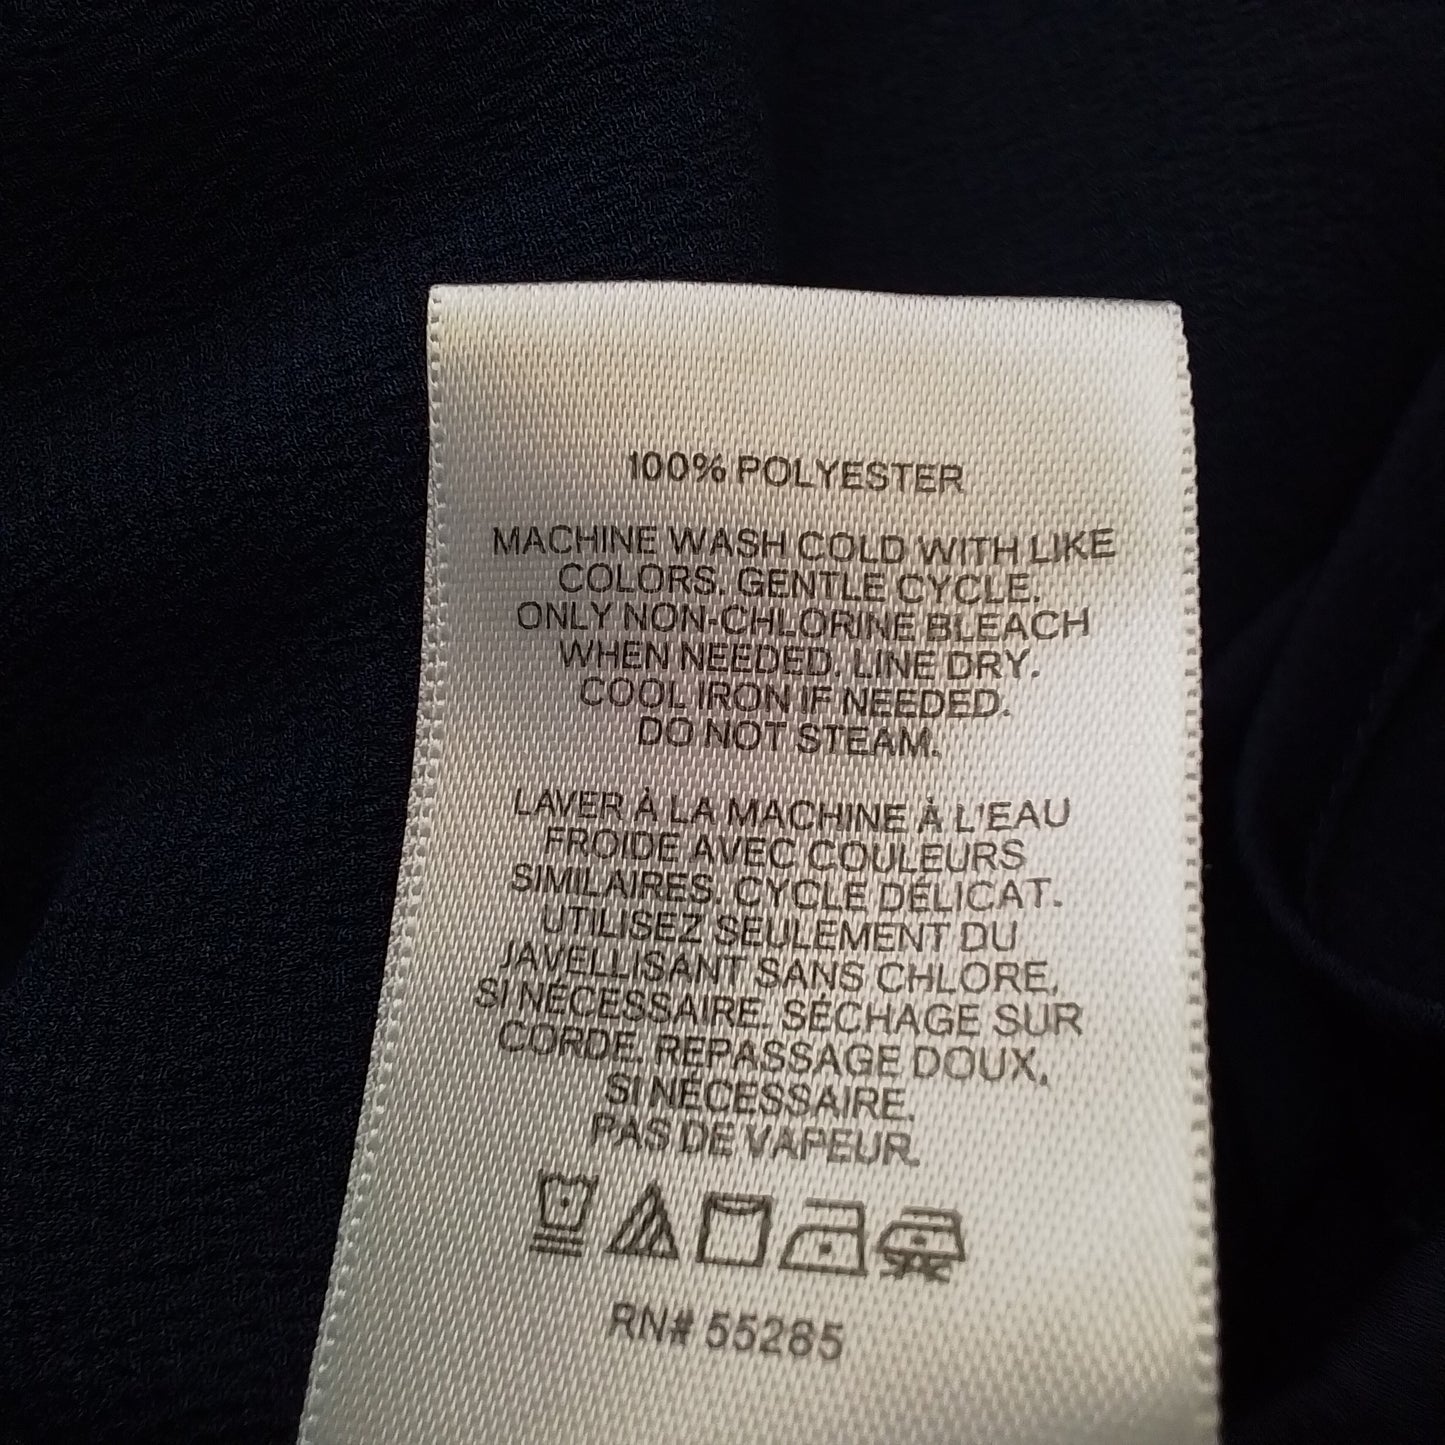 100% POLYESTER
MACHINE WASH COLD WITH LIKE
COLORS. GENTLE CYCLE.
ONLY NON-CHLORINE BLEACH
WHEN NEEDED. LINE DRY.
COOL IRON IF NEEDED.
DO NOT STEAM.
LAVER À LA MACHINE À L'EAU
FROIDE AVEC COULEURS
SIMILAIRES. CYCLE DÉLICAT.
UTILISEZ SEULEMENT DU
JAVELLISANT SANS CHLORE,
SI NÉCESSAIRE. SÉCHAGE SUR
CORDE. REPASSAGE DOUX,
SI NÉCESSAIRE.
PAS DE VAPEUR.
RN# 55285